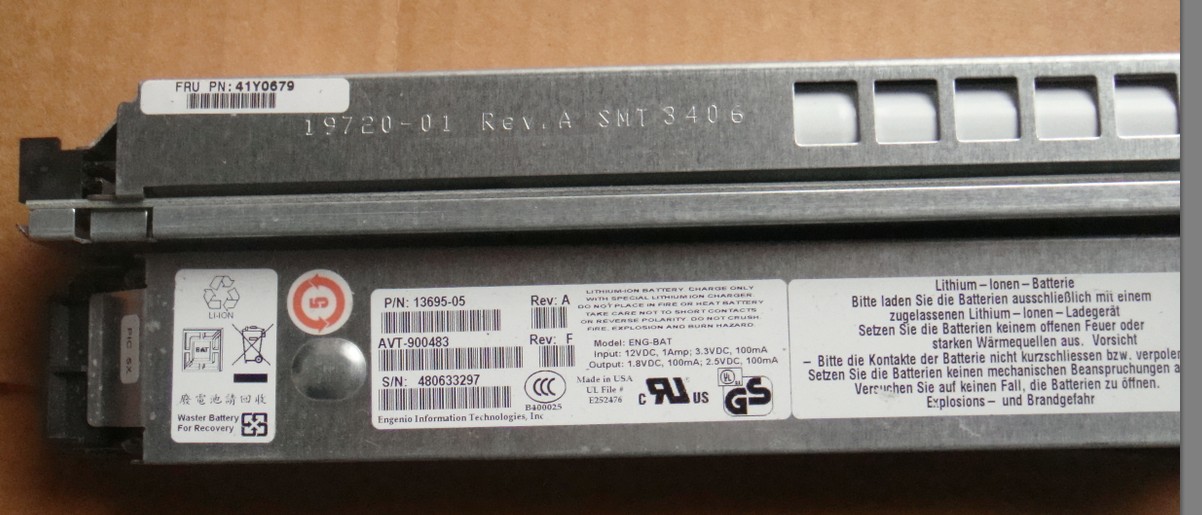 FRU PN: 41Y0679
19720-01 Rev.A SMT 3406
LI-ION
BAT
廢電池請回收
Waster Battery
For Recovery
5
P/N: 13695-05
Rev: A
AVT-900483
Rev: F
S/N: 480633297
Engenio Information Technologies, Inc
CCC
B400025
LITHIUM-ION BATTERY CHARGE ONLY
WITH SPECIAL LITHIUM ION CHARGER.
DO NOT PLACE IN FIRE OR HEAT BATTERY
TAKE CARE NOT TO SHORT CONTACTS
OR REVERSE POLARITY. DO NOT CRUSH.
FIRE, EXPLOSION AND BURN HAZARD.
Model: ENG-BAT
Input: 12VDC, 1Amp; 3.3VDC, 100mA
Output: 1.8VDC, 100mA; 2.5VDC, 100mA
Made in USA
UL File #
E252476
C RU US
UL
GS
Lithium-Ionen-Batterie
Bitte laden Sie die Batterien ausschließlich mit einem
zugelassenen Lithium-Ionen-Ladegerät
Setzen Sie die Batterien keinem offenen Feuer oder
starken Wärmequellen aus. Vorsicht
- Bitte die Kontakte der Batterie nicht kurzschliessen bzw. verpolen
Setzen Sie die Batterien keinen mechanischen Beanspruchungen a
Versuchen Sie auf keinen Fall, die Batterien zu öffnen.
Explosions- und Brandgefahr